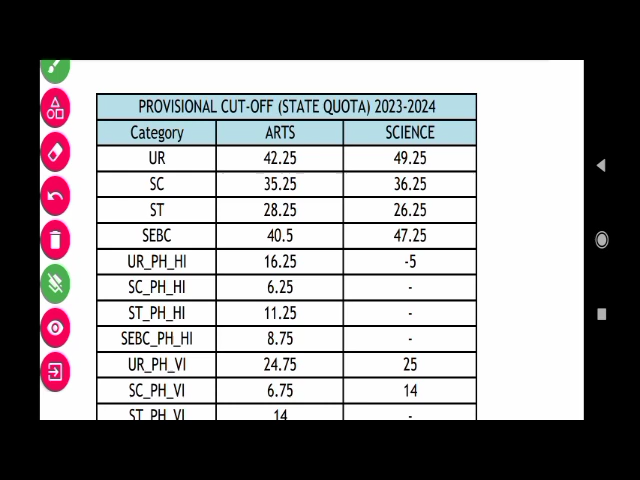 PROVISIONAL CUT-OFF (STATE QUOTA) 2023-2024
Category ARTS SCIENCE
UR 42.25 49.25
SC 35.25 36.25
ST 28.25 26.25
SEBC 40.5 47.25
UR_PH_HI 16.25 -5
SC_PH_HI 6.25 -
ST_PH_HI 11.25 -
SEBC_PH_HI 8.75 -
UR_PH_VI 24.75 25
SC_PH_VI 6.75 14
ST_PH_VI 14 -